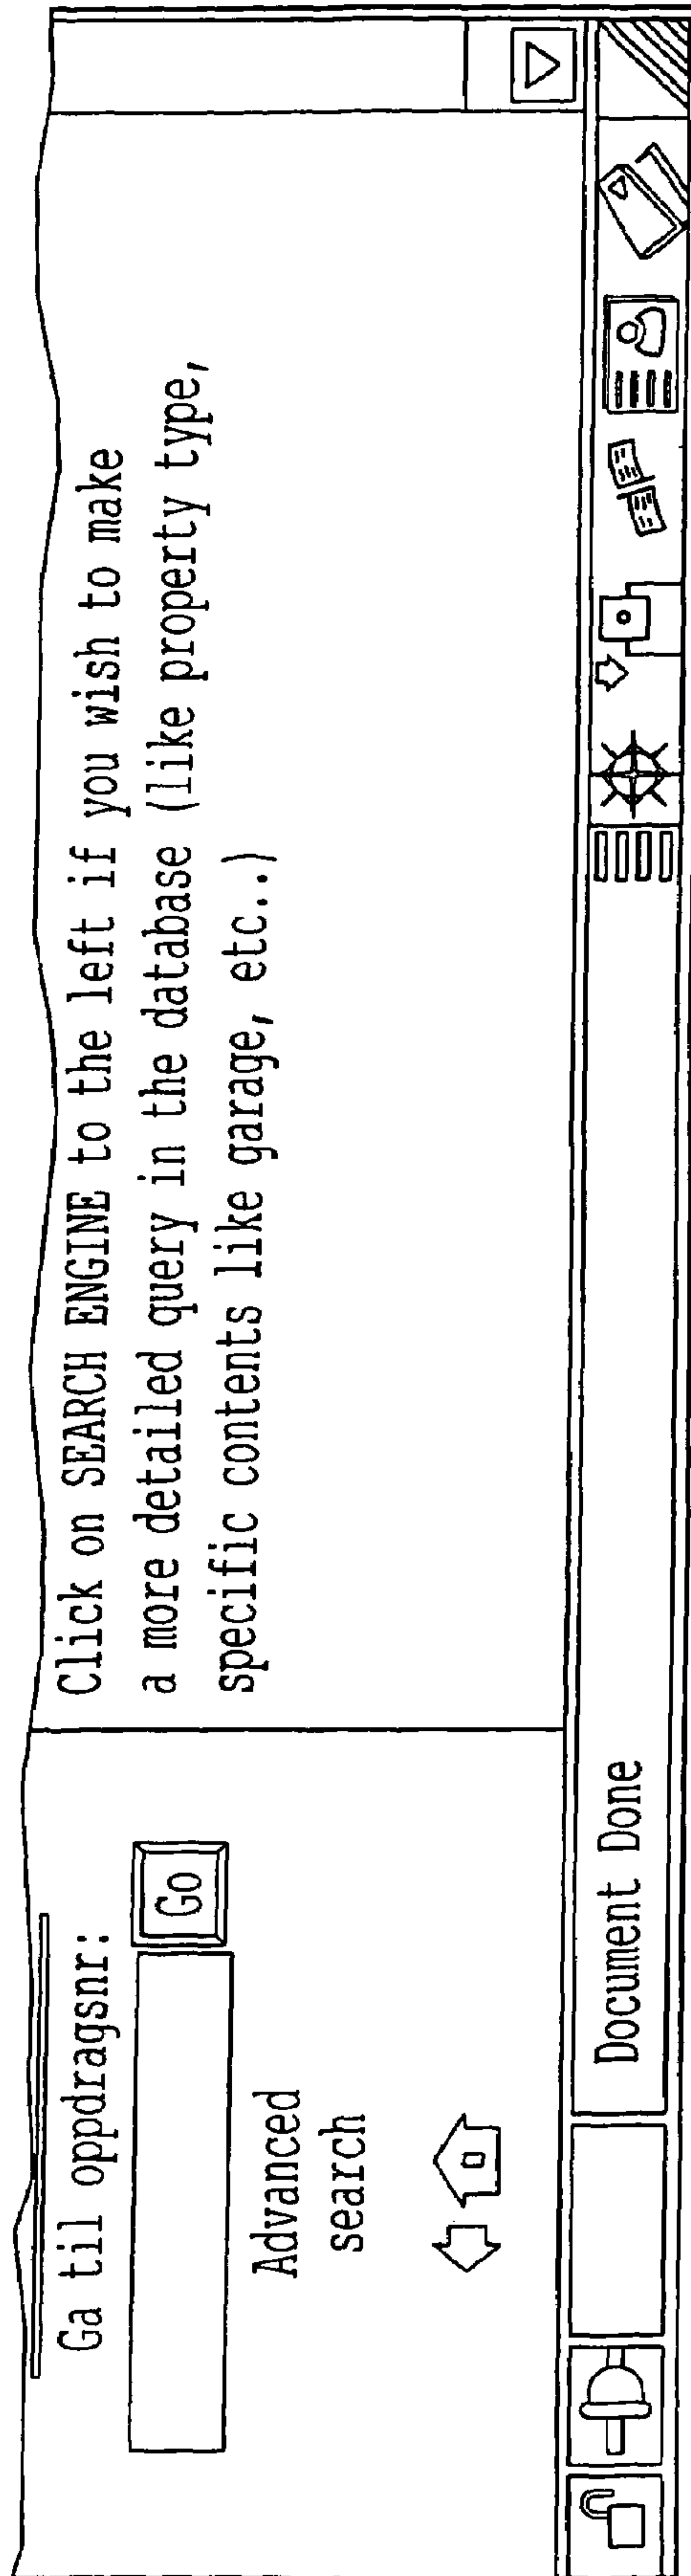 Ga til oppdragsnr:
Go
Advanced
search
Click on SEARCH ENGINE to the left if you wish to make
a more detailed query in the database (like property type,
specific contents like garage, etc..)
Document Done